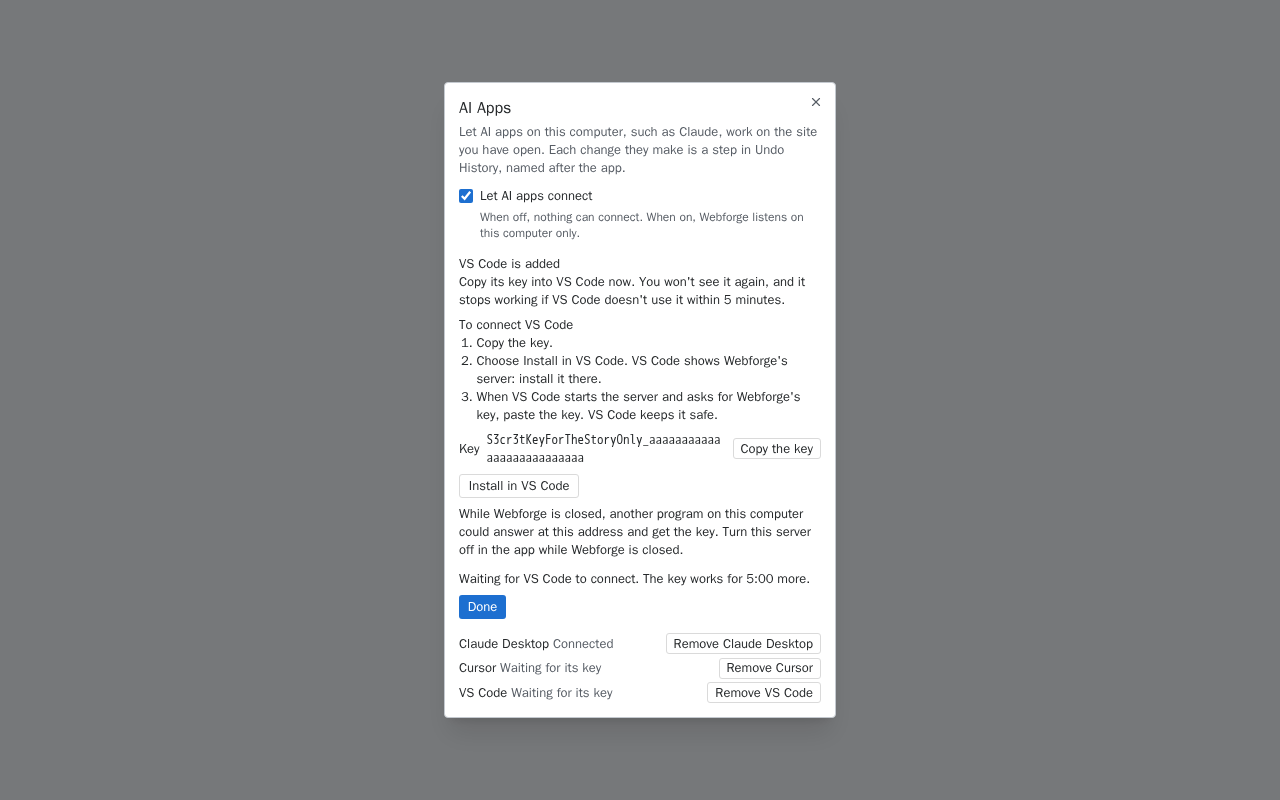 AI Apps
Let AI apps on this computer, such as Claude, work on the site
you have open. Each change they make is a step in Undo
History, named after the app.
Let AI apps connect
When off, nothing can connect. When on, Webforge listens on
this computer only.
VS Code is added
Copy its key into VS Code now. You won't see it again, and it
stops working if VS Code doesn't use it within 5 minutes.
To connect VS Code
1. Copy the key.
2. Choose Install in VS Code. VS Code shows Webforge's
server: install it there.
3. When VS Code starts the server and asks for Webforge's
key, paste the key. VS Code keeps it safe.
Key S3cr3tKeyForTheStoryOnly_aaaaaaaaaaa
aaaaaaaaaaaaaaa Copy the key
Install in VS Code
While Webforge is closed, another program on this computer
could answer at this address and get the key. Turn this server
off in the app while Webforge is closed.
Waiting for VS Code to connect. The key works for 5:00 more.
Done
Claude Desktop Connected Remove Claude Desktop
Cursor Waiting for its key Remove Cursor
VS Code Waiting for its key Remove VS Code